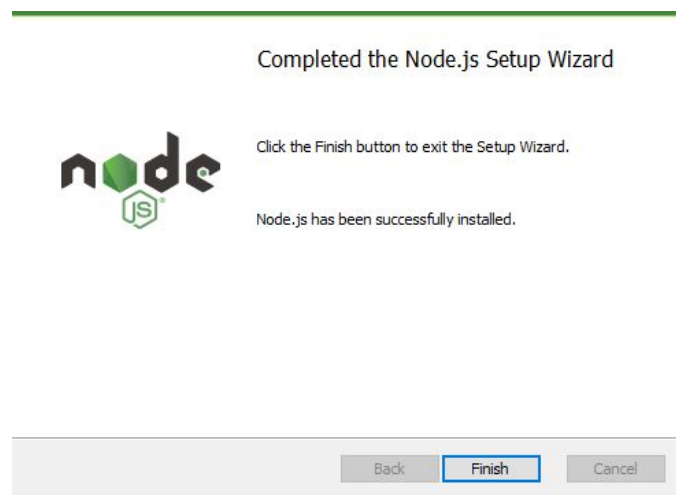 Completed the Node.js Setup Wizard
Click the Finish button to exit the Setup Wizard.
node
JS
Node.js has been successfully installed.
Back
Finish
Cancel